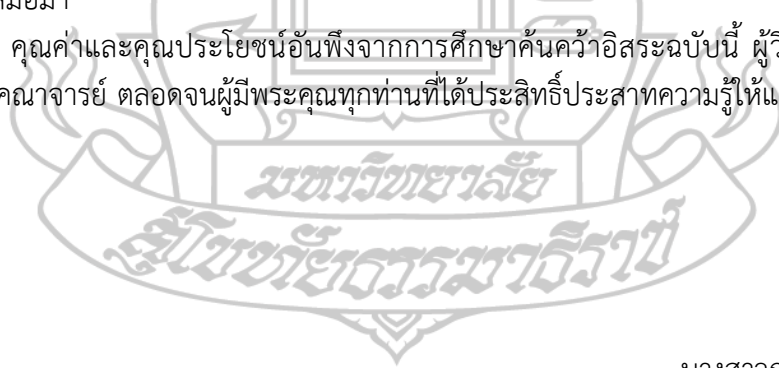 คุณค่าและคุณประโยชน์อันพึงจากการศึกษาค้นคว้าอิสระฉบับนี้
คณาจารย์ ตลอดจนผู้มีพระคุณทุกท่านที่ได้ประสิทธิ์ประสาทความรู้ให้
มหาวิทยาลัย
สุโขทัยธรรมาธิราช